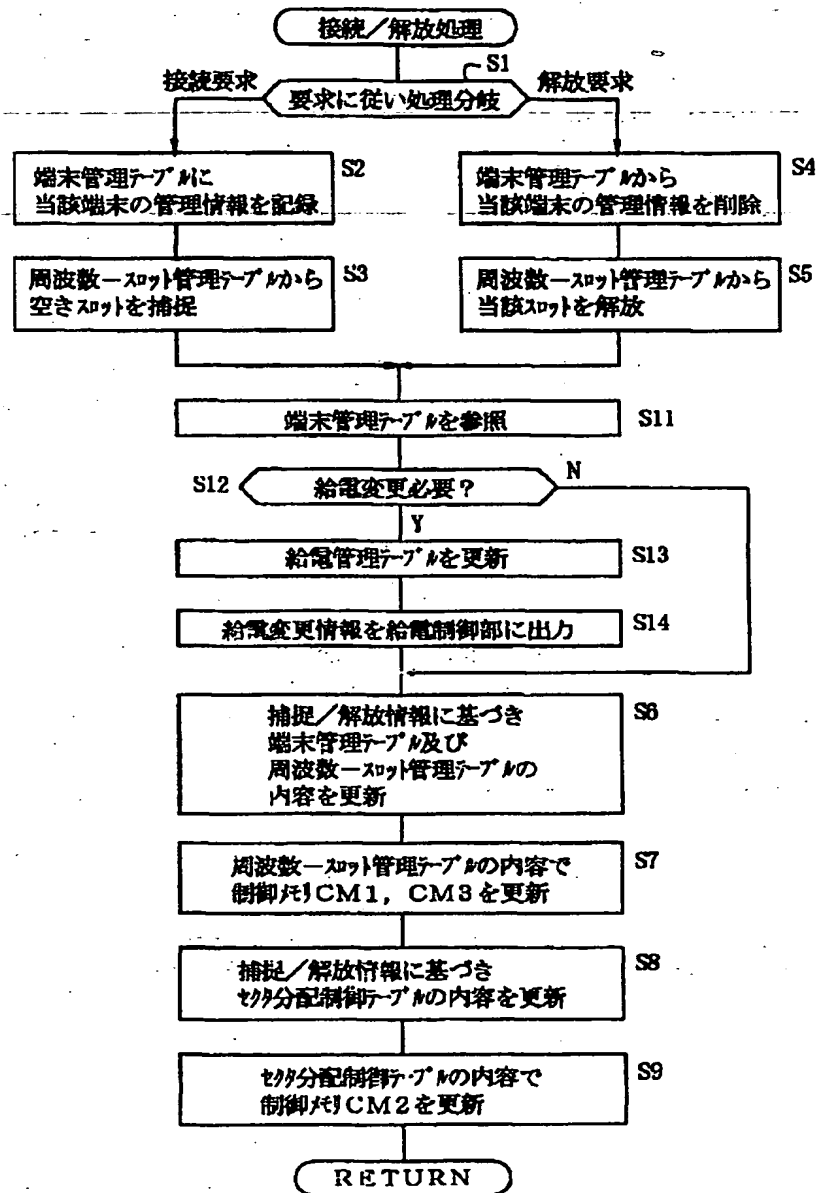 接続／解放処理
S1
接続要求
解放要求
要求に従い処理分岐
S2
端末管理テーブルに
当該端末の管理情報を記録
S4
端末管理テーブルから
当該端末の管理情報を削除
S3
周波数－スロット管理テーブルから
空きスロットを捕捉
S5
周波数－スロット管理テーブルから
当該スロットを解放
端末管理テーブルを参照
S11
S12
給電変更必要？
N
Y
給電管理テーブルを更新
S13
給電変更情報を給電制御部に出力
S14
捕捉／解放情報に基づき
端末管理テーブル及び
周波数－スロット管理テーブルの
内容を更新
S6
周波数－スロット管理テーブルの内容で
制御メモリCM1，CM3を更新
S7
捕捉／解放情報に基づき
セクタ分配制御テーブルの内容を更新
S8
セクタ分配制御テーブルの内容で
制御メモリCM2を更新
S9
RETURN